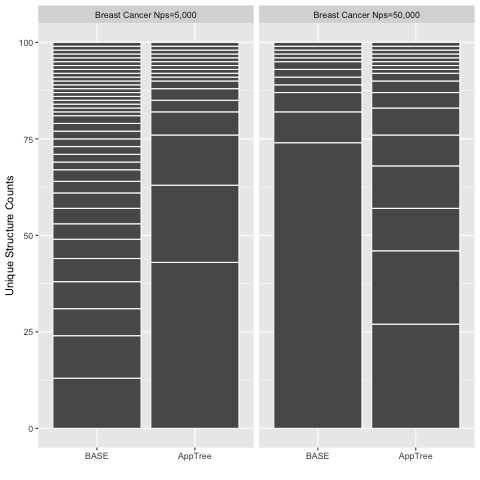 Breast Cancer Nps=5,000
Breast Cancer Nps=50,000
Unique Structure Counts
100
75
50
25
0
BASE
AppTree
BASE
AppTree